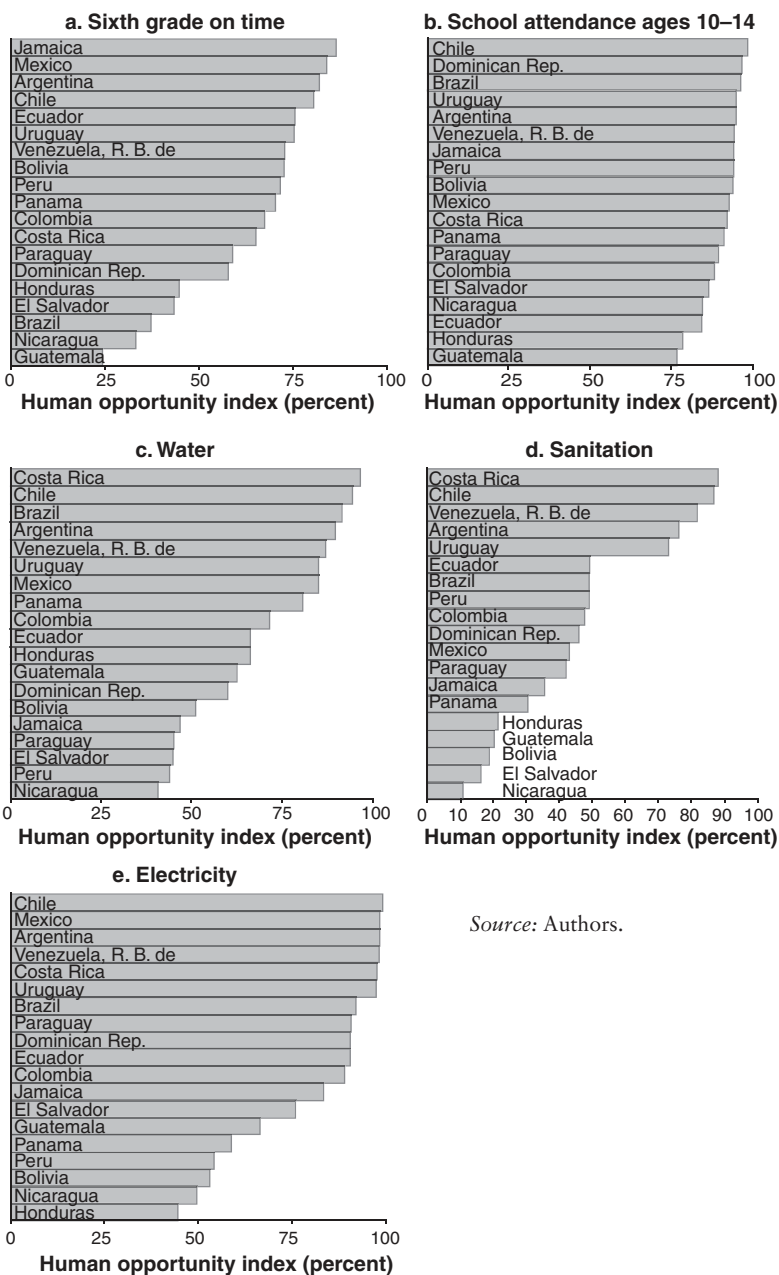 a. Sixth grade on time
Jamaica
Mexico
Argentina
Chile
Ecuador
Uruguay
Venezuela, R. B. de
Bolivia
Peru
Panama
Colombia
Costa Rica
Paraguay
Dominican Rep.
Honduras
El Salvador
Brazil
Nicaragua
Guatemala
0 25 50 75 100
Human opportunity index (percent)
b. School attendance ages 10–14
Chile
Dominican Rep.
Brazil
Uruguay
Argentina
Venezuela, R. B. de
Jamaica
Peru
Bolivia
Mexico
Costa Rica
Panama
Paraguay
Colombia
El Salvador
Nicaragua
Ecuador
Honduras
Guatemala
0 25 50 75 100
Human opportunity index (percent)
c. Water
Costa Rica
Chile
Brazil
Argentina
Venezuela, R. B. de
Uruguay
Mexico
Panama
Colombia
Ecuador
Honduras
Guatemala
Dominican Rep.
Bolivia
Jamaica
Paraguay
El Salvador
Peru
Nicaragua
0 25 50 75 100
Human opportunity index (percent)
d. Sanitation
Costa Rica
Chile
Venezuela, R. B. de
Argentina
Uruguay
Ecuador
Brazil
Peru
Colombia
Dominican Rep.
Mexico
Paraguay
Jamaica
Panama
Honduras
Guatemala
Bolivia
El Salvador
Nicaragua
0 10 20 30 40 50 60 70 80 90 100
Human opportunity index (percent)
e. Electricity
Chile
Mexico
Argentina
Venezuela, R. B. de
Costa Rica
Uruguay
Brazil
Paraguay
Dominican Rep.
Ecuador
Colombia
Jamaica
El Salvador
Guatemala
Panama
Peru
Bolivia
Nicaragua
Honduras
0 25 50 75 100
Human opportunity index (percent)
Source: Authors.